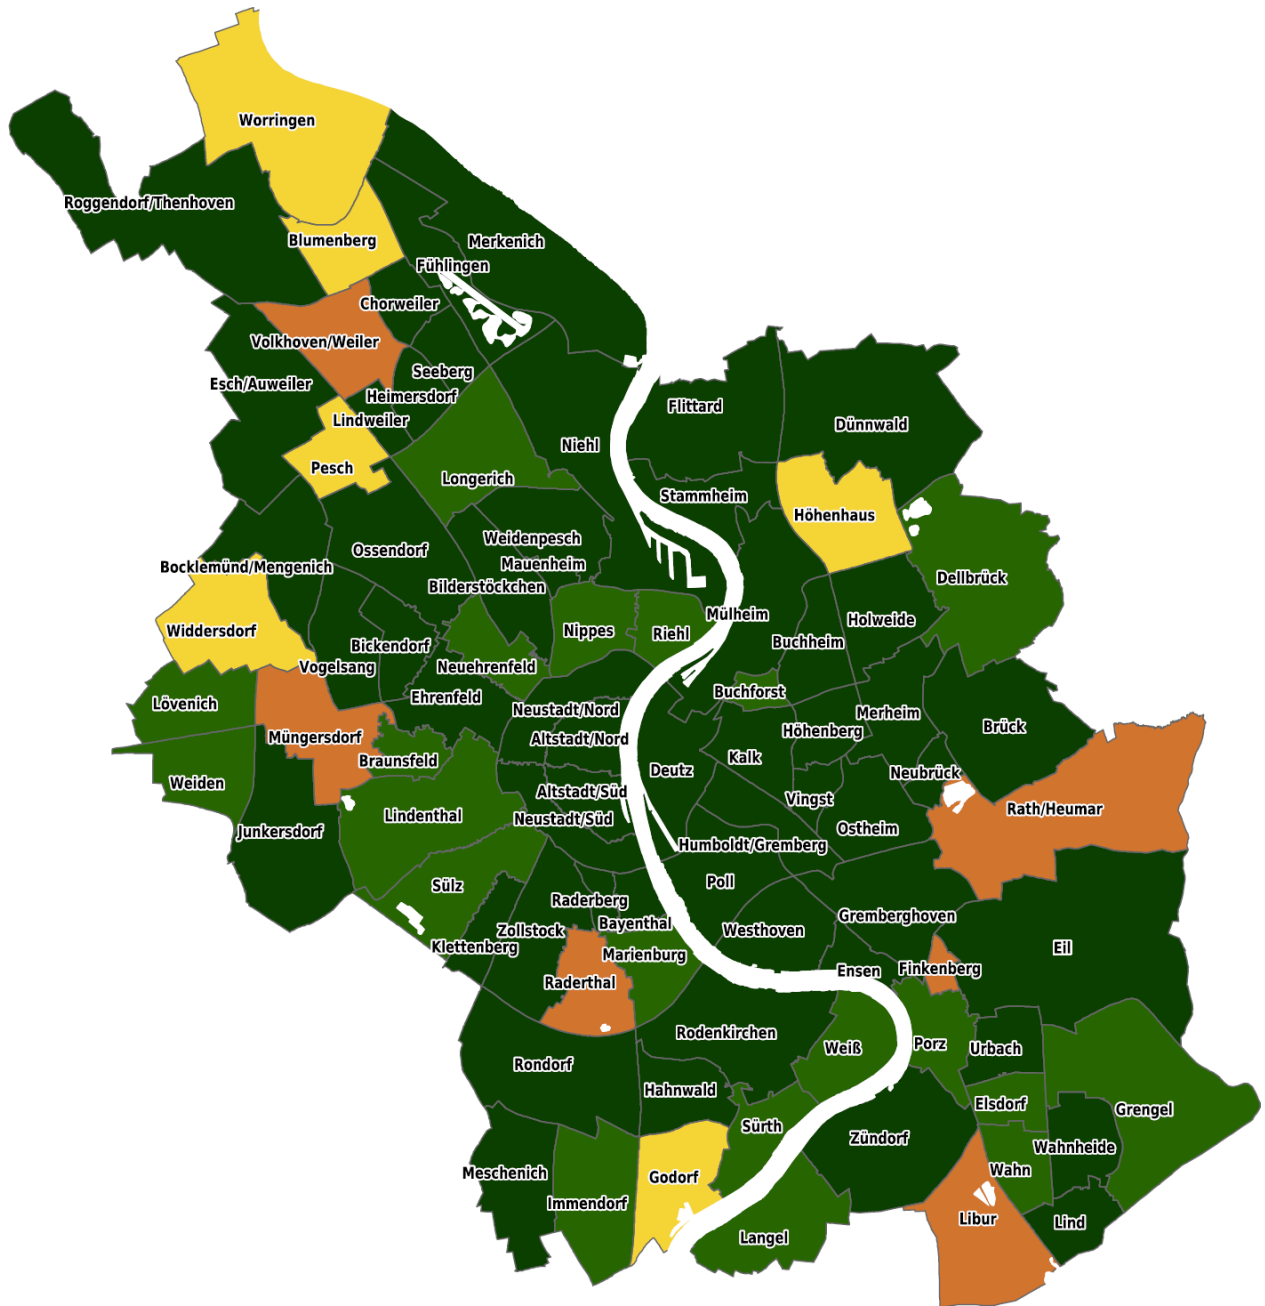 Worringen
Roggendorf/Thenhoven
Blumenberg
Merkenich
Fühlingen
Chorweiler
Volkhoven/Weiler
Seeberg
Esch/Auweiler
Heimersdorf
Lindweiler
Flittard
Dünnwald
Niehl
Pesch
Longerich
Stammheim
Höhenhaus
Weidenpesch
Ossendorf
Mauenheim
Bocklemünd/Mengenich
Dellbrück
Bilderstöckchen
Mülheim
Holweide
Widdersdorf
Nippes
Riehl
Buchheim
Bickendorf
Vogelsang
Neuehrenfeld
Buchforst
Ehrenfeld
Lövenich
Neustadt/Nord
Merheim
Brück
Höhenberg
Müngersdorf
Altstadt/Nord
Braunsfeld
Kalk
Deutz
Neubrück
Weiden
Altstadt/Süd
Vingst
Rath/Heumar
Lindenthal
Neustadt/Süd
Ostheim
Junkersdorf
Humboldt/Gremberg
Poll
Sülz
Raderberg
Gremberghoven
Bayenthal
Zollstock
Westhoven
Klettenberg
Eil
Marienburg
Finkenberg
Ensen
Raderthal
Rodenkirchen
Porz
Weiß
Urbach
Rondorf
Hahnwald
Elsdorf
Grengel
Sürth
Zündorf
Wahnheide
Meschenich
Wahn
Godorf
Immendorf
Libur
Lind
Langel